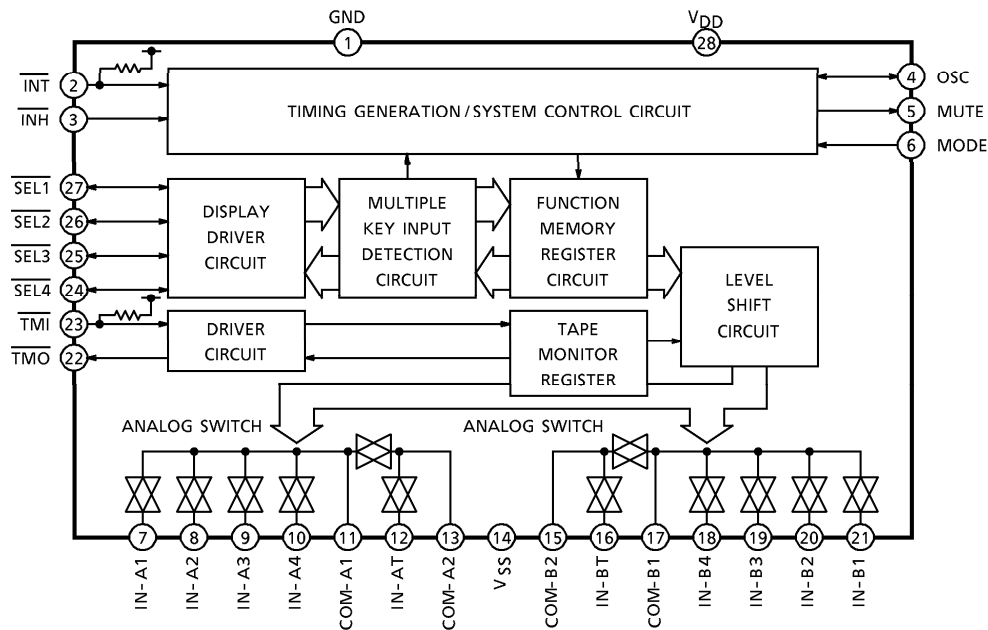 GND
VDD
1
28
INT
2
4
OSC
TIMING GENERATION/SYSTEM CONTROL CIRCUIT
INH
3
5
MUTE
6
MODE
SEL1
27
SEL2
26
SEL3
25
SEL4
24
DISPLAY
DRIVER
CIRCUIT
MULTIPLE
KEY INPUT
DETECTION
CIRCUIT
FUNCTION
MEMORY
REGISTER
CIRCUIT
LEVEL
SHIFT
CIRCUIT
TMI
23
TMO
22
DRIVER
CIRCUIT
TAPE
MONITOR
REGISTER
ANALOG SWITCH
ANALOG SWITCH
7
8
9
10
11
12
13
14
15
16
17
18
19
20
21
IN-A1
IN-A2
IN-A3
IN-A4
COM-A1
IN-AT
COM-A2
VSS
COM-B2
IN-BT
COM-B1
IN-B4
IN-B3
IN-B2
IN-B1